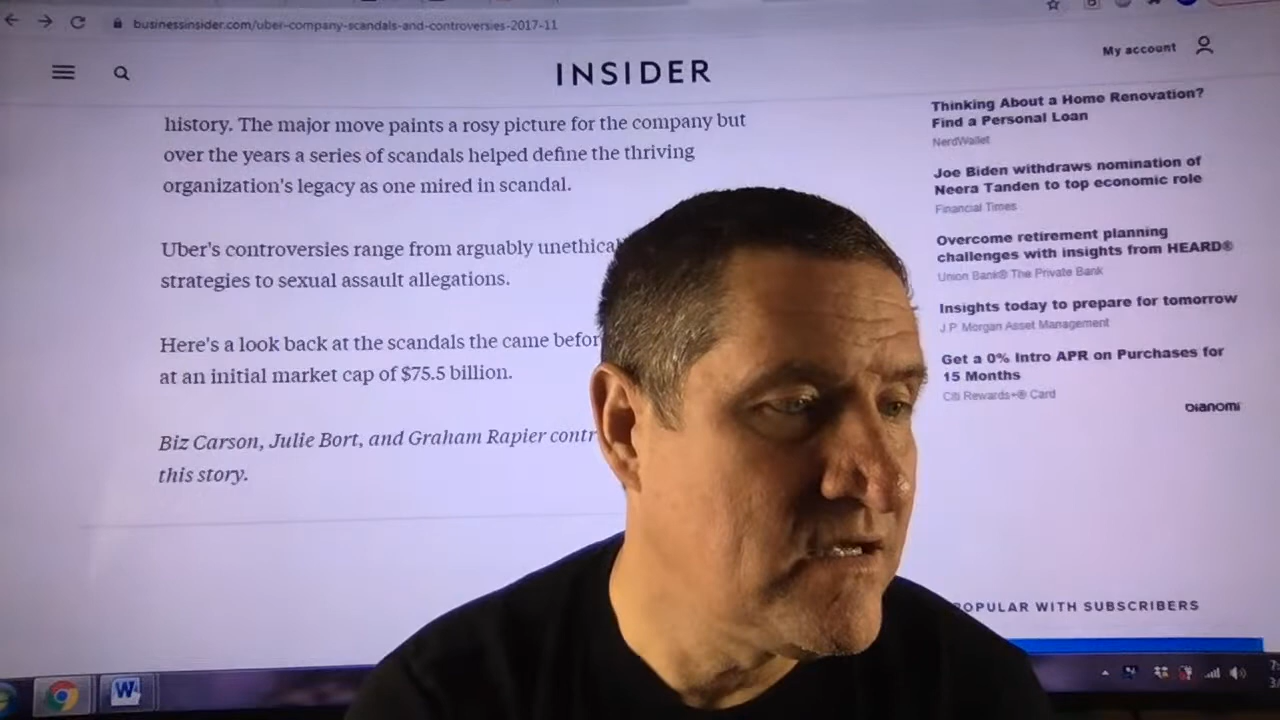 businessinsider.com/uber-company-scandals-and-controversies-2017-11
INSIDER
My account
history. The major move paints a rosy picture for the company but
over the years a series of scandals helped define the thriving
organization's legacy as one mired in scandal.
Uber's controversies range from arguably unethical
strategies to sexual assault allegations.
Here's a look back at the scandals the came befor
at an initial market cap of $75.5 billion.
Biz Carson, Julie Bort, and Graham Rapier contr
this story.
Thinking About a Home Renovation?
Find a Personal Loan
NerdWallet
Joe Biden withdraws nomination of
Neera Tanden to top economic role
Financial Times
Overcome retirement planning
challenges with insights from HEARD®
Union Bank® The Private Bank
Insights today to prepare for tomorrow
J.P. Morgan Asset Management
Get a 0% Intro APR on Purchases for
15 Months
Citi Rewards+® Card
Dianomi
POPULAR WITH SUBSCRIBERS
W